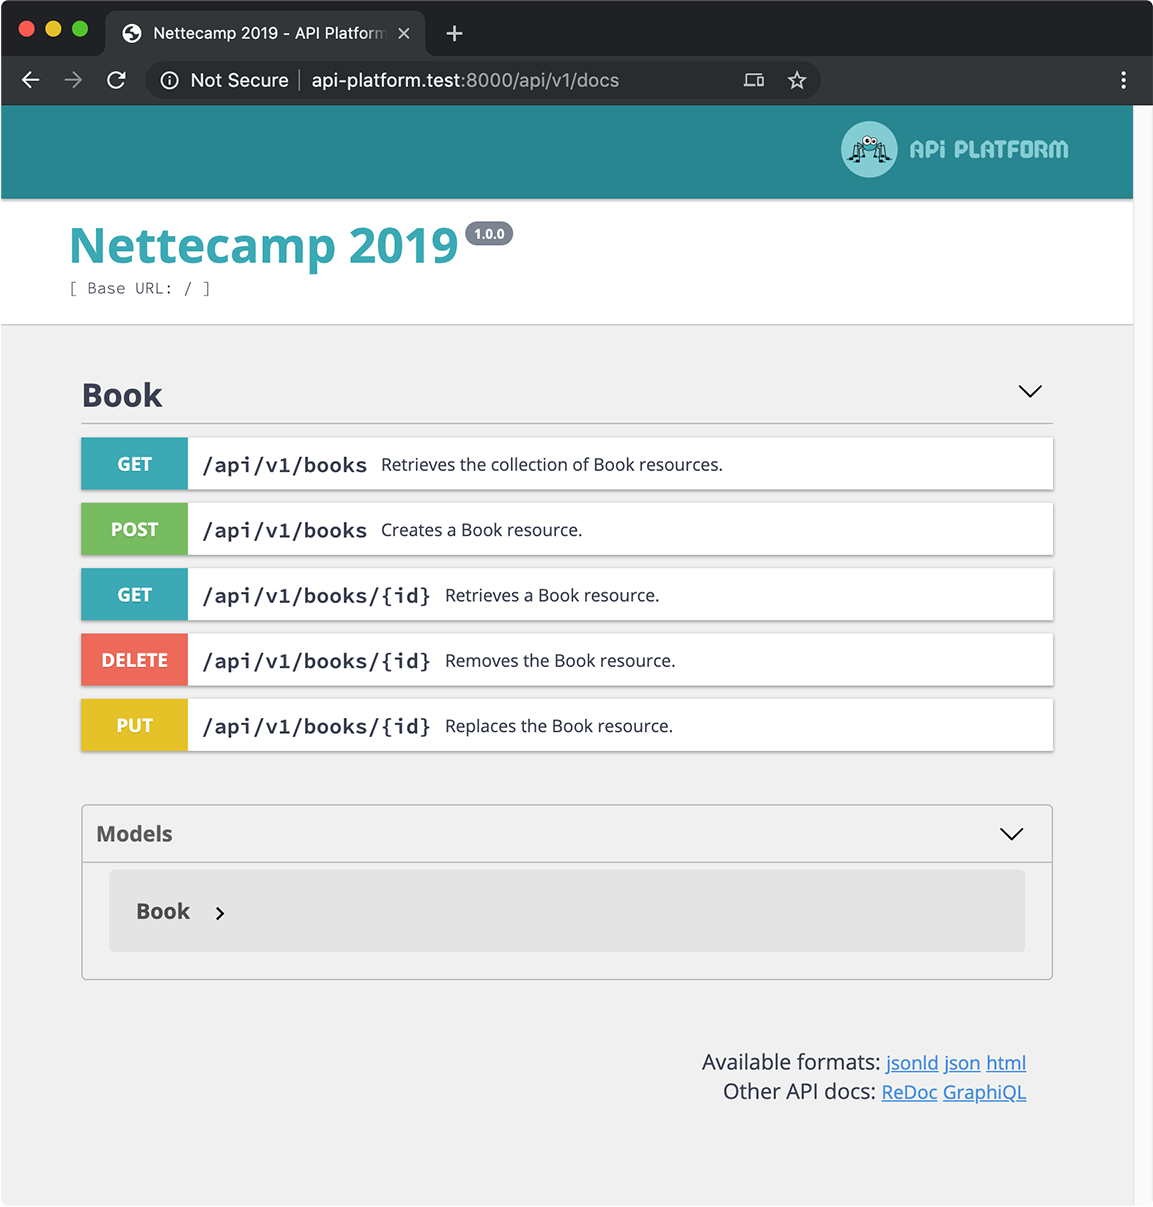 Nettecamp 2019 - API Platform
Not Secure api-platform.test:8000/api/v1/docs
API PLATFORM
Nettecamp 2019 1.0.0
[ Base URL: / ]
Book
GET /api/v1/books Retrieves the collection of Book resources.
POST /api/v1/books Creates a Book resource.
GET /api/v1/books/{id} Retrieves a Book resource.
DELETE /api/v1/books/{id} Removes the Book resource.
PUT /api/v1/books/{id} Replaces the Book resource.
Models
Book
Available formats: jsonld json html
Other API docs: ReDoc GraphiQL